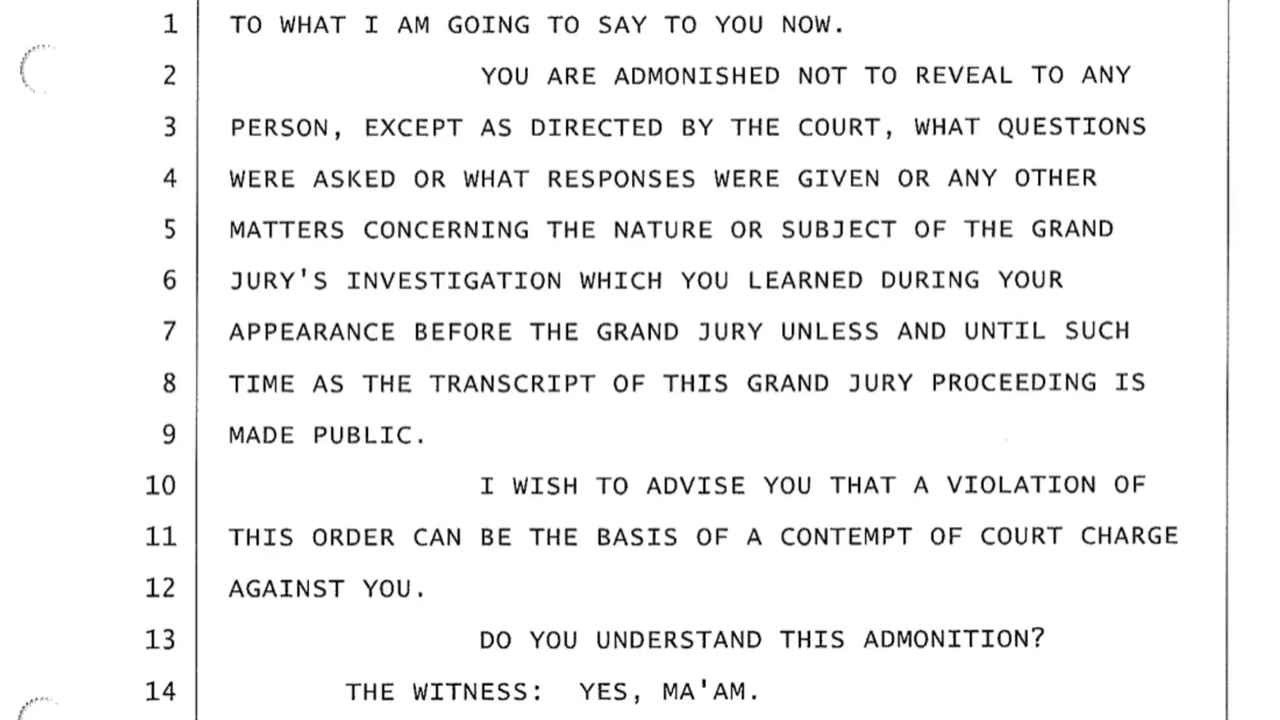 1 TO WHAT I AM GOING TO SAY TO YOU NOW.
2 YOU ARE ADMONISHED NOT TO REVEAL TO ANY
3 PERSON, EXCEPT AS DIRECTED BY THE COURT, WHAT QUESTIONS
4 WERE ASKED OR WHAT RESPONSES WERE GIVEN OR ANY OTHER
5 MATTERS CONCERNING THE NATURE OR SUBJECT OF THE GRAND
6 JURY'S INVESTIGATION WHICH YOU LEARNED DURING YOUR
7 APPEARANCE BEFORE THE GRAND JURY UNLESS AND UNTIL SUCH
8 TIME AS THE TRANSCRIPT OF THIS GRAND JURY PROCEEDING IS
9 MADE PUBLIC.
10 I WISH TO ADVISE YOU THAT A VIOLATION OF
11 THIS ORDER CAN BE THE BASIS OF A CONTEMPT OF COURT CHARGE
12 AGAINST YOU.
13 DO YOU UNDERSTAND THIS ADMONITION?
14 THE WITNESS: YES, MA'AM.